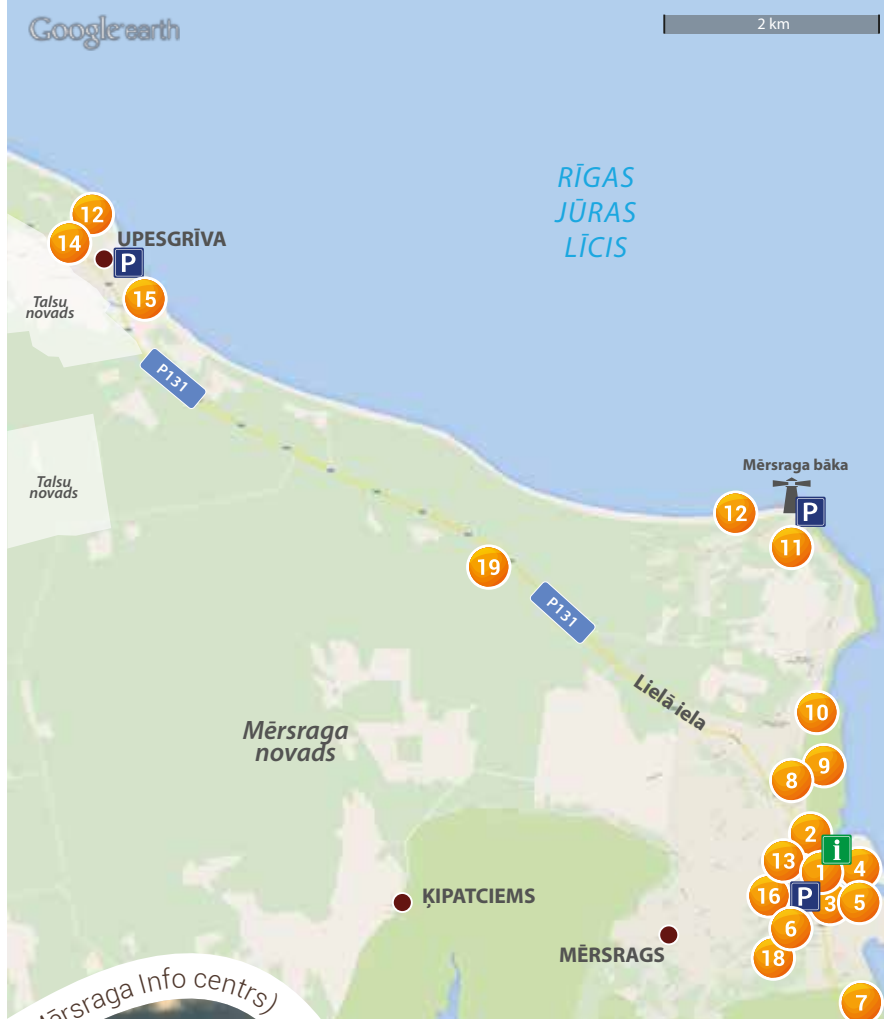 Google earth
2 km
RĪGAS
JŪRAS
LĪCIS
12
14
UPESGRĪVA
P
15
Talsu
novads
P131
Talsu
novads
Mērsraga bāka
12
P
11
19
P131
Lielā iela
10
Mērsraga
novads
9
8
2
i
13
1
4
16
P
3
5
ĶIPATCIEMS
6
MĒRSRAGS
18
7
Info centrs)